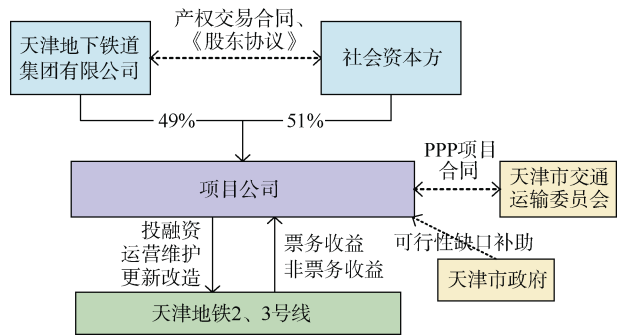 产权交易合同、
《股东协议》
天津地下铁道
集团有限公司
社会资本方
49%
51%
项目公司
PPP项目
合同
天津市交通
运输委员会
投融资
运营维护
更新改造
票务收益
非票务收益
可行性缺口补助
天津市政府
天津地铁2、3号线